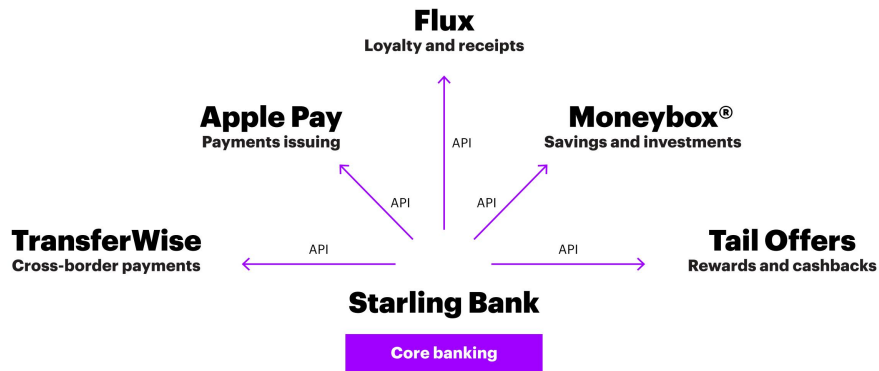 Flux
Loyalty and receipts
Apple Pay
Payments issuing
Moneybox®
Savings and investments
API
API
API
TransferWise
Cross-border payments
API
API
Tail Offers
Rewards and cashbacks
Starling Bank
Core banking